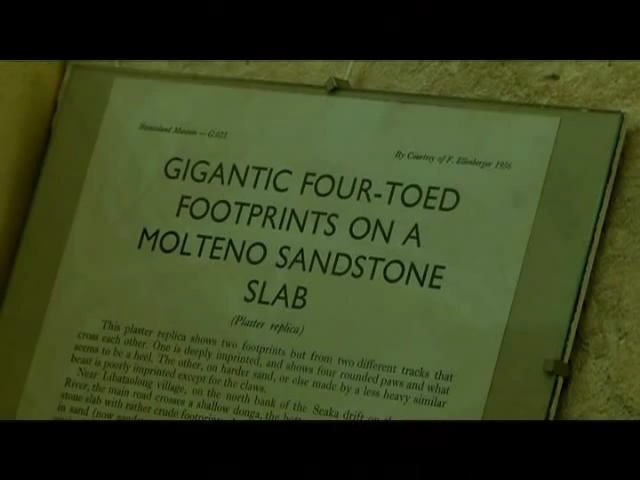 Basutoland Museum — G.021
By Courtesy of F. Ellenberger 1956
GIGANTIC FOUR-TOED
FOOTPRINTS ON A
MOLTENO SANDSTONE
SLAB
(Plaster replica)
This plaster replica shows two footprints but from two different tracks that
cross each other. One is deeply imprinted, and shows four rounded paws and what
seems to be a heel. The other, on harder sand, or else made by a less heavy similar
beast is poorly imprinted except for the claws.
Near Libataolong village, on the north bank of the Seaka drift on the
River, the main road crosses a shallow donga, the
stone slab with rather crude footprints
in sand (now